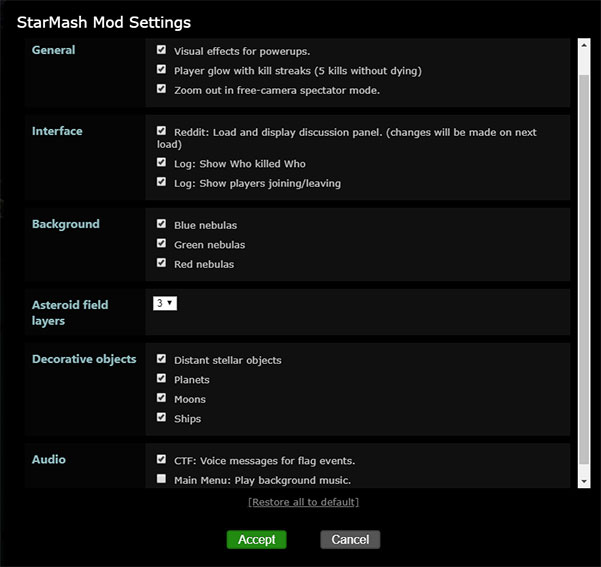 StarMash Mod Settings
General
Visual effects for powerups.
Player glow with kill streaks (5 kills without dying)
Zoom out in free-camera spectator mode.
Interface
Reddit: Load and display discussion panel. (changes will be made on next
load)
Log: Show Who killed Who
Log: Show players joining/leaving
Background
Blue nebulas
Green nebulas
Red nebulas
Asteroid field
layers
3
Decorative objects
Distant stellar objects
Planets
Moons
Ships
Audio
CTF: Voice messages for flag events.
Main Menu: Play background music.
[Restore all to default]
Accept
Cancel